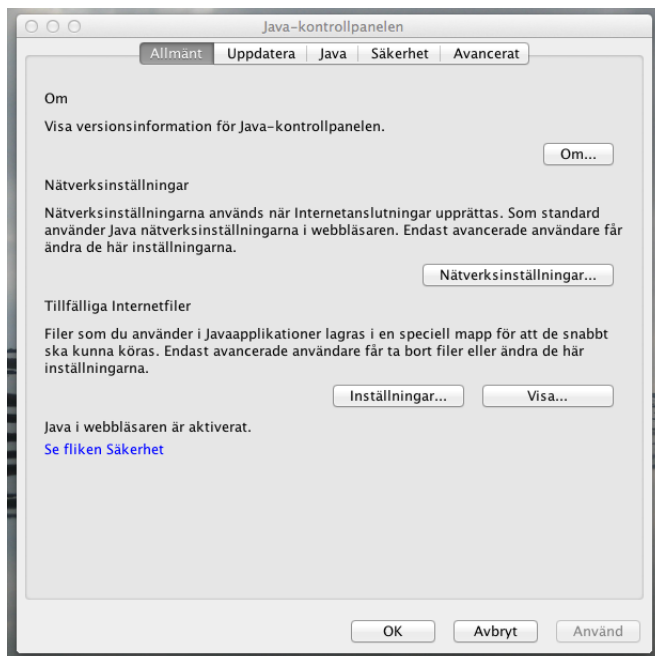 Java-kontrollpanelen
Allmänt Uppdatera Java Säkerhet Avancerat
Om
Visa versionsinformation för Java-kontrollpanelen.
Om...
Nätverksinställningar
Nätverksinställningarna används när Internetanslutningar upprättas. Som standard
använder Java nätverksinställningarna i webbläsaren. Endast avancerade användare får
ändra de här inställningarna.
Nätverksinställningar...
Tillfälliga Internetfiler
Filer som du använder i Javaapplikationer lagras i en speciell mapp för att de snabbt
ska kunna köras. Endast avancerade användare får ta bort filer eller ändra de här
inställningarna.
Inställningar... Visa...
Java i webbläsaren är aktiverat.
Se fliken Säkerhet
OK Avbryt Använd